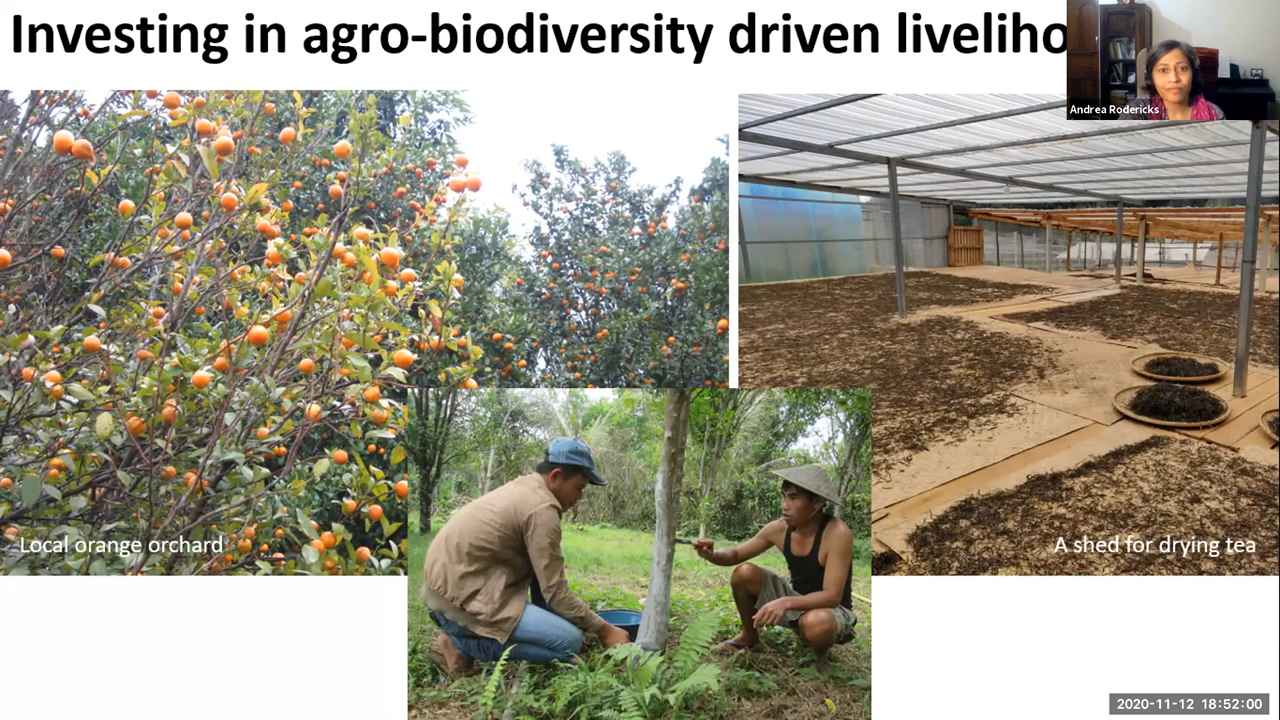 Investing in agro-biodiversity driven liveliho
Andrea Rodericks
Local orange orchard
A shed for drying tea
2020-11-12 18:52:00